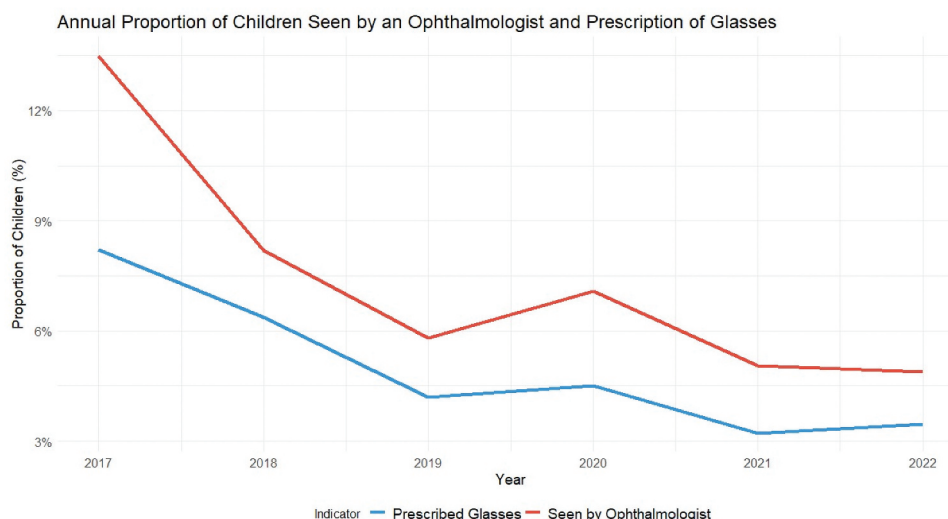 Annual Proportion of Children Seen by an Ophthalmologist and Prescription of Glasses
Proportion of Children (%)
12%
9%
6%
3%
2017 2018 2019 2020 2021 2022
Year
Indicator Prescribed Glasses Seen by Ophthalmologist